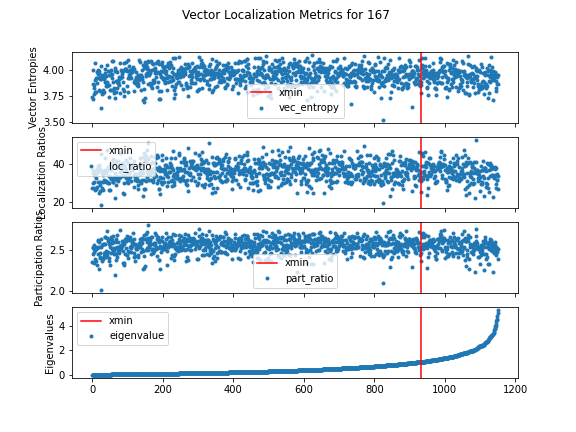 Vector Localization Metrics for 167
Vector Entropies
4.00
3.75
3.50
xmin
vec_entropy
Localization Ratios
40
20
xmin
loc_ratio
Participation Ratios
2.5
2.0
xmin
part_ratio
Eigenvalues
4
2
0
xmin
eigenvalue
0 200 400 600 800 1000 1200